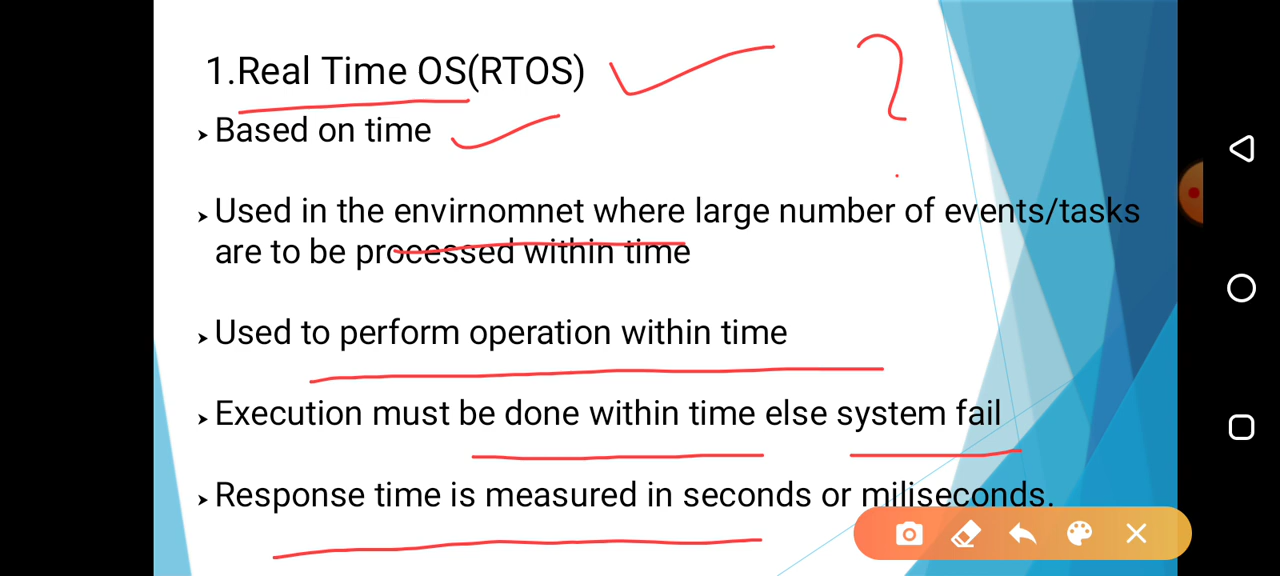 1.Real Time OS(RTOS)
Based on time
?
Used in the envirnomnet where large number of events/tasks
are to be processed within time
Used to perform operation within time
Execution must be done within time else system fail
Response time is measured in seconds or miliseconds.